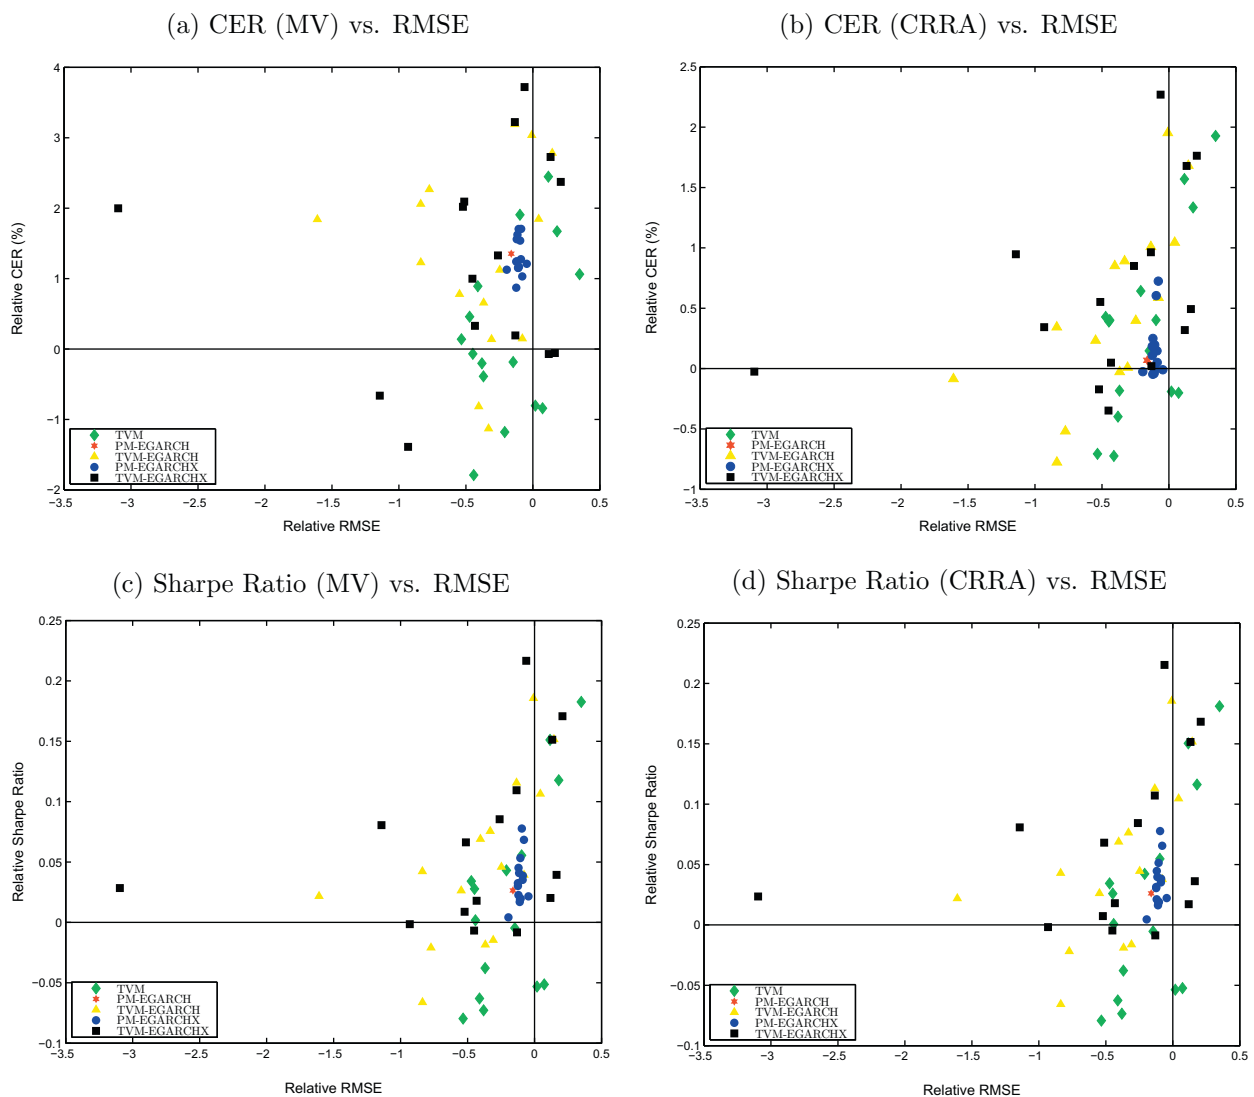 (a) CER (MV) vs. RMSE
4
3
2
1
0
−1
−2
−3.5
−3
−2.5
−2
−1.5
−1
−0.5
0
0.5
Relative CER (%)
Relative RMSE
TVM
PM-EGARCH
TVM-EGARCH
PM-EGARCHX
TVM-EGARCHX
(b) CER (CRRA) vs. RMSE
2.5
2
1.5
1
0.5
0
−0.5
−1
−3.5
−3
−2.5
−2
−1.5
−1
−0.5
0
0.5
Relative CER (%)
Relative RMSE
TVM
PM-EGARCH
TVM-EGARCH
PM-EGARCHX
TVM-EGARCHX
(c) Sharpe Ratio (MV) vs. RMSE
0.25
0.2
0.15
0.1
0.05
0
−0.05
−0.1
−3.5
−3
−2.5
−2
−1.5
−1
−0.5
0
0.5
Relative Sharpe Ratio
Relative RMSE
TVM
PM-EGARCH
TVM-EGARCH
PM-EGARCHX
TVM-EGARCHX
(d) Sharpe Ratio (CRRA) vs. RMSE
0.25
0.2
0.15
0.1
0.05
0
−0.05
−0.1
−3.5
−3
−2.5
−2
−1.5
−1
−0.5
0
0.5
Relative Sharpe Ratio
Relative RMSE
TVM
PM-EGARCH
TVM-EGARCH
PM-EGARCHX
TVM-EGARCHX